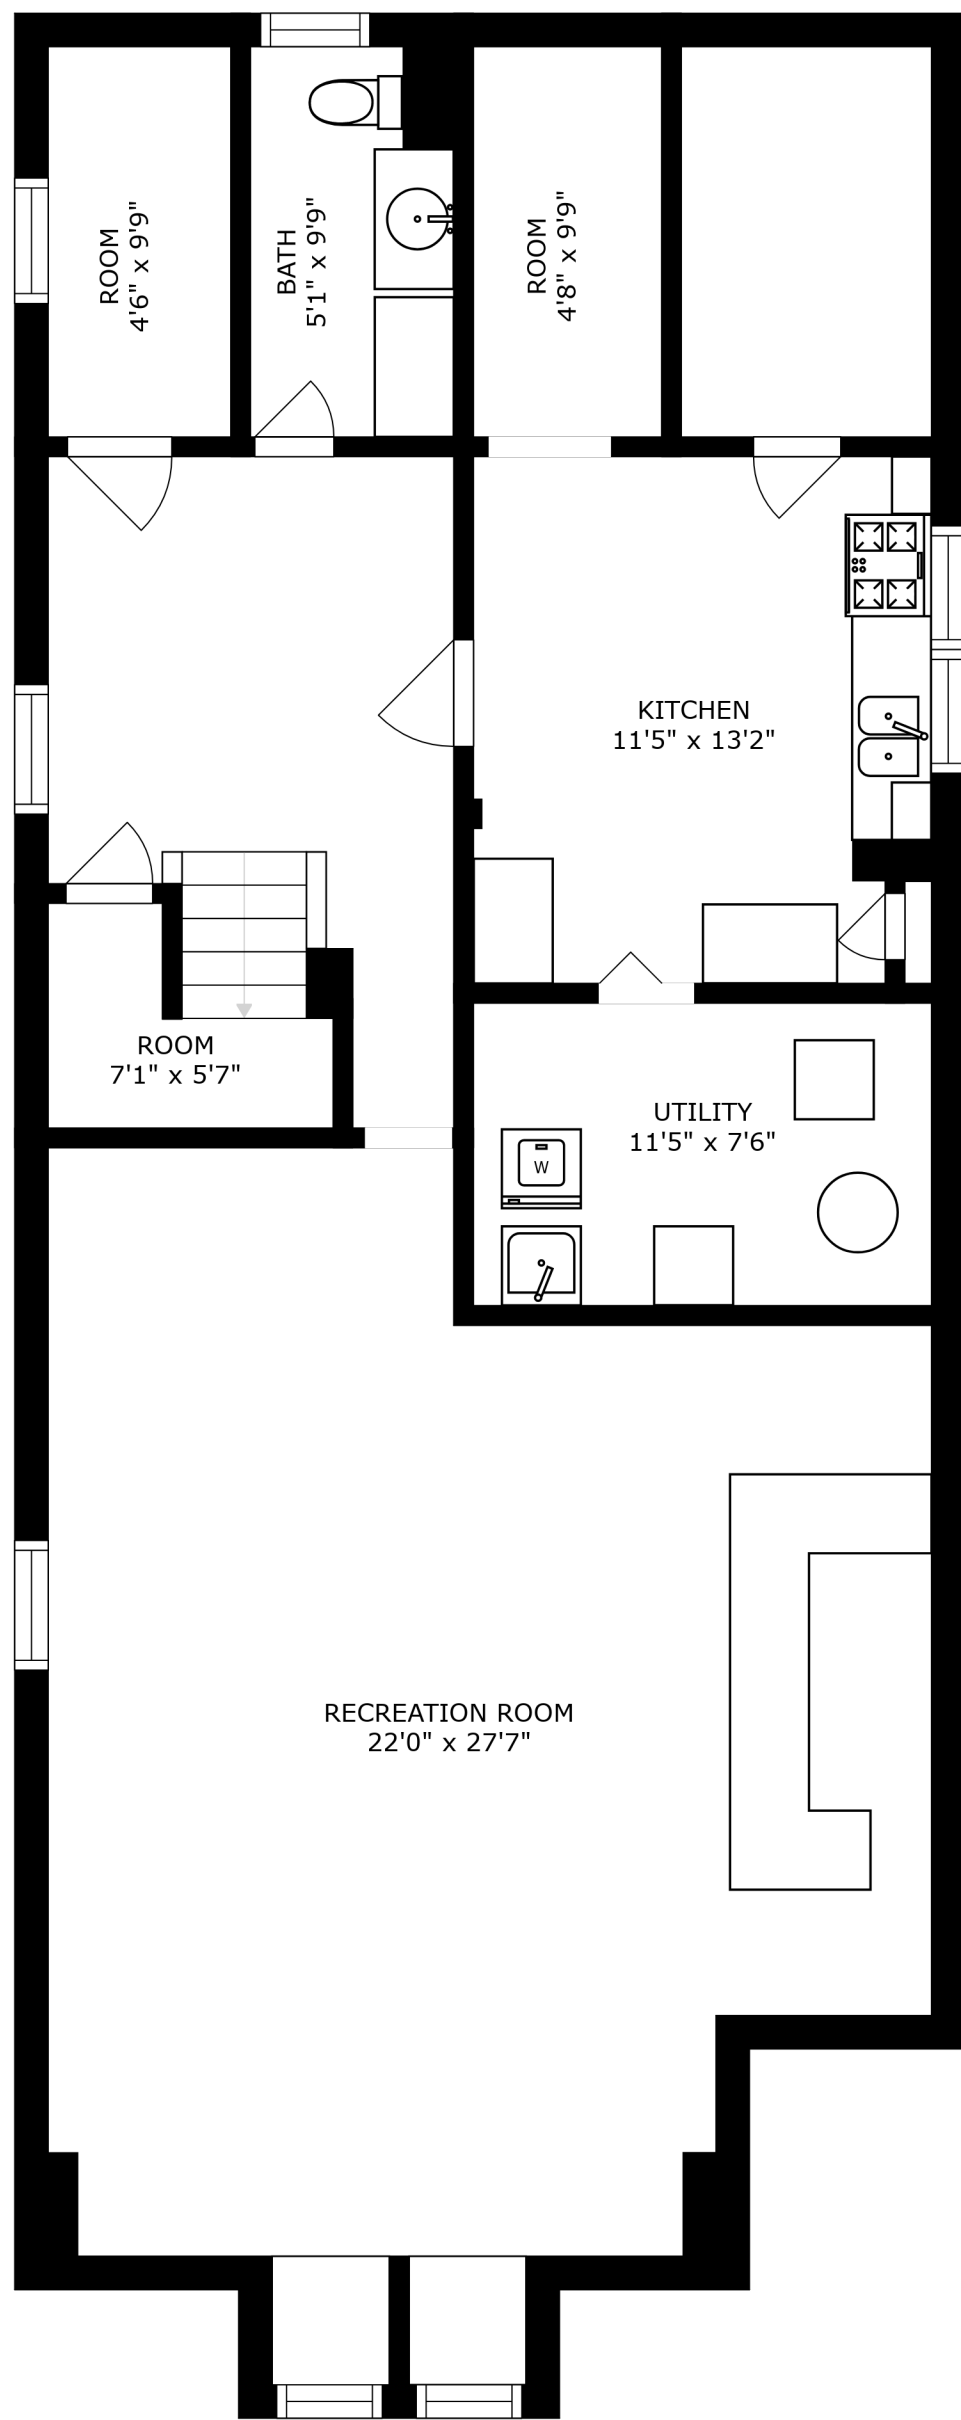 ROOM
4'6" x 9'9"
BATH
5'1" x 9'9"
ROOM
4'8" x 9'9"
KITCHEN
11'5" x 13'2"
ROOM
7'1" x 5'7"
UTILITY
11'5" x 7'6"
W
RECREATION ROOM
22'0" x 27'7"